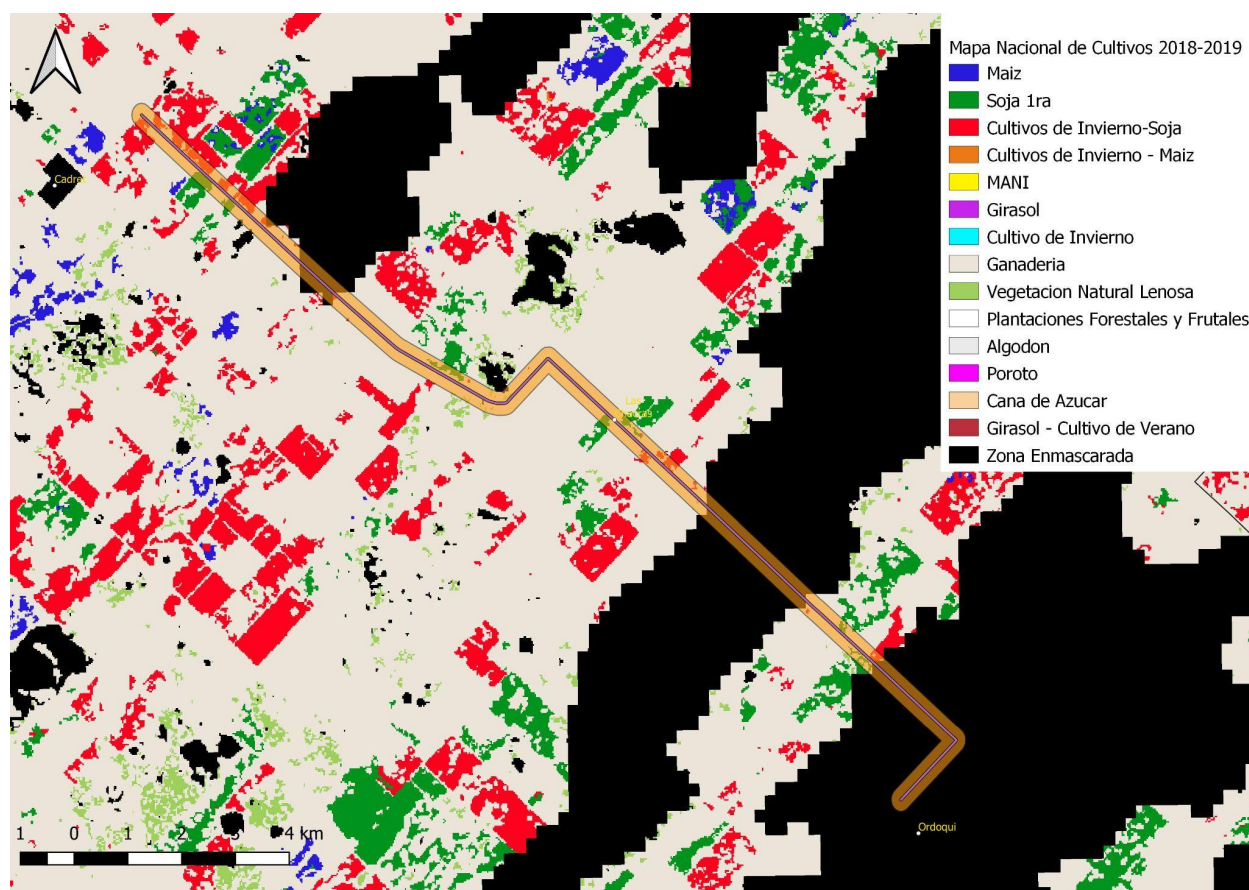 Mapa Nacional de Cultivos 2018-2019
Maiz
Soja 1ra
Cultivos de Invierno-Soja
Cultivos de Invierno - Maiz
MANI
Girasol
Cultivo de Invierno
Ganaderia
Vegetacion Natural Lenosa
Plantaciones Forestales y Frutales
Algodon
Poroto
Cana de Azucar
Girasol - Cultivo de Verano
Zona Enmascarada
Cadret
Las
1 0 1 2 3 4 km
Ordoqui